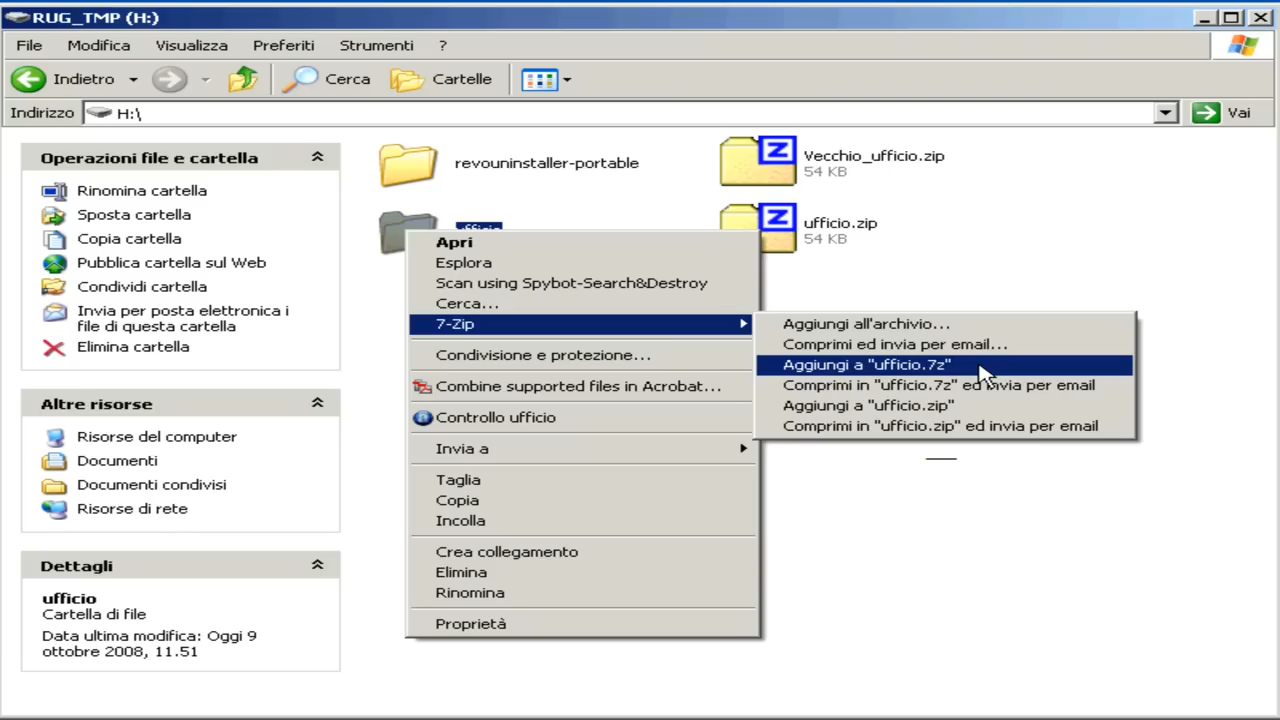 RUG_TMP (H:)
File Modifica Visualizza Preferiti Strumenti ?
Indietro Cerca Cartelle
Indirizzo H:\ Vai
Operazioni file e cartella
Rinomina cartella
Sposta cartella
Copia cartella
Pubblica cartella sul Web
Condividi cartella
Invia per posta elettronica i
file di questa cartella
Elimina cartella
Altre risorse
Risorse del computer
Documenti
Documenti condivisi
Risorse di rete
Dettagli
ufficio
Cartella di file
Data ultima modifica: Oggi 9
ottobre 2008, 11.51
revouninstaller-portable
Vecchio_ufficio.zip
54 KB
ufficio
ufficio.zip
54 KB
Apri
Esplora
Scan using Spybot-Search&Destroy
Cerca...
7-Zip
Condivisione e protezione...
Combine supported files in Acrobat...
Controllo ufficio
Invia a
Taglia
Copia
Incolla
Crea collegamento
Elimina
Rinomina
Proprietà
Aggiungi all'archivio...
Comprimi ed invia per email...
Aggiungi a "ufficio.7z"
Comprimi in "ufficio.7z" ed invia per email
Aggiungi a "ufficio.zip"
Comprimi in "ufficio.zip" ed invia per email